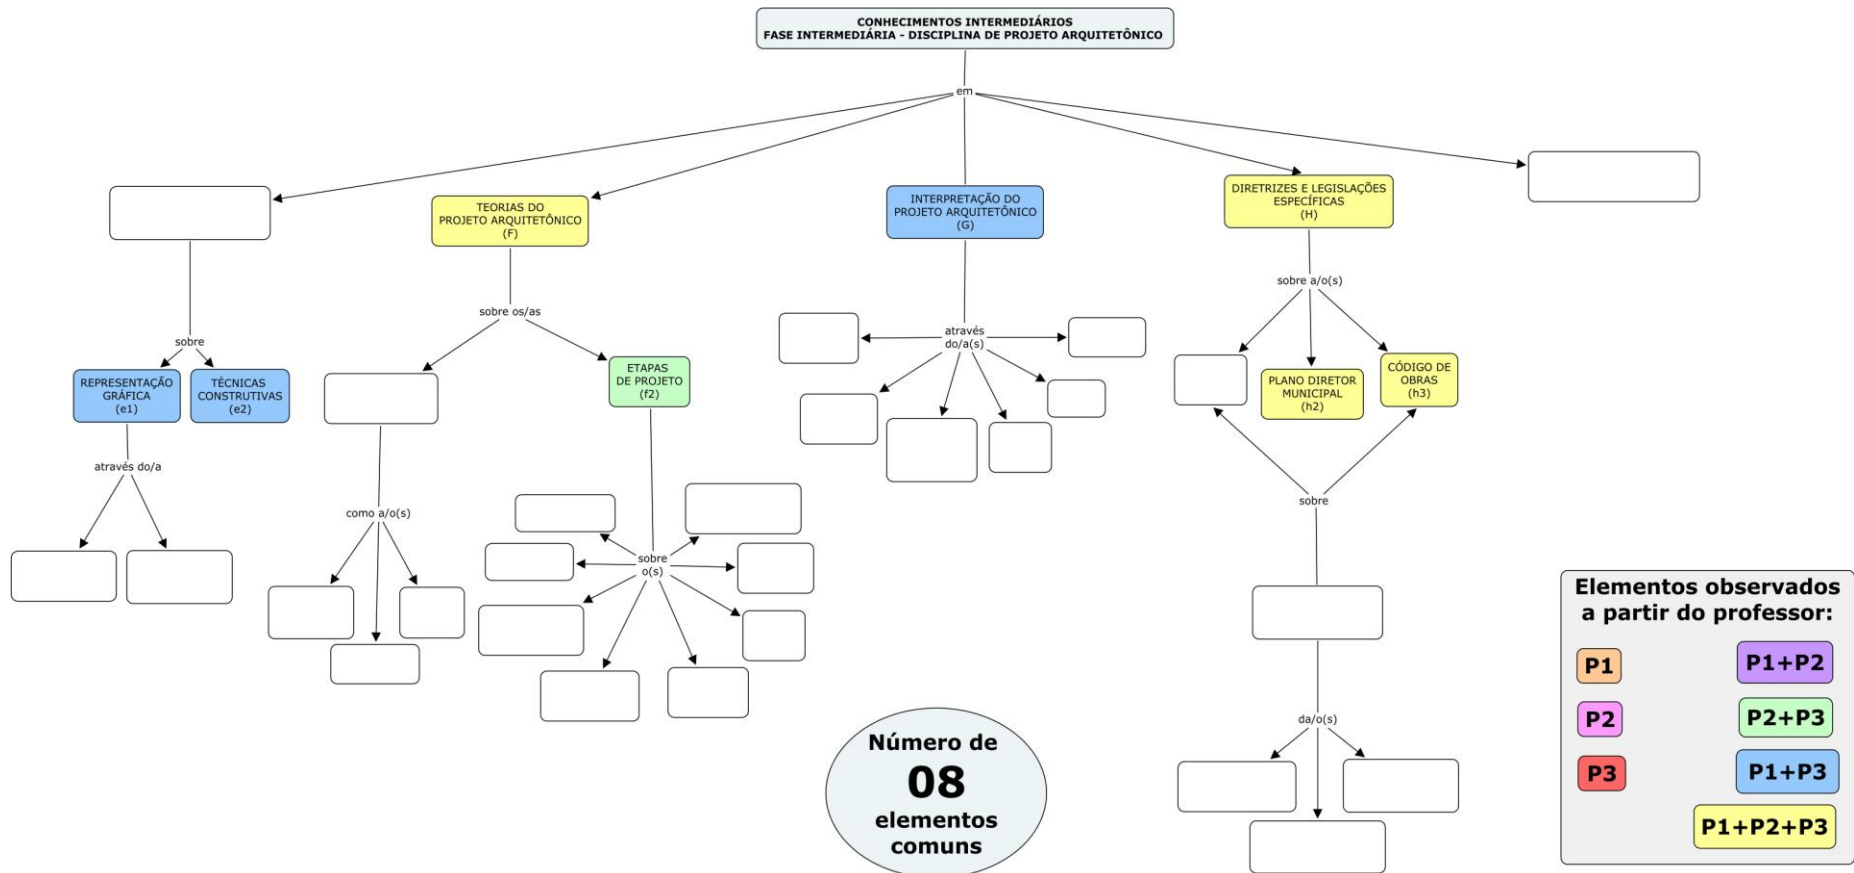 CONHECIMENTOS INTERMEDIÁRIOS
FASE INTERMEDIÁRIA - DISCIPLINA DE PROJETO ARQUITETÔNICO
em
TEORIAS DO
PROJETO ARQUITETÔNICO
(F)
INTERPRETAÇÃO DO
PROJETO ARQUITETÔNICO
(G)
DIRETRIZES E LEGISLAÇÕES
ESPECÍFICAS
(H)
sobre
sobre os/as
através
do/a(s)
sobre a/o(s)
REPRESENTAÇÃO
GRÁFICA
(e1)
TÉCNICAS
CONSTRUTIVAS
(e2)
ETAPAS
DE PROJETO
(f2)
PLANO DIRETOR
MUNICIPAL
(h2)
CÓDIGO DE
OBRAS
(h3)
através do/a
como a/o(s)
sobre
o(s)
sobre
da/o(s)
Número de
08
elementos
comuns
Elementos observados
a partir do professor:
P1
P1+P2
P2
P2+P3
P3
P1+P3
P1+P2+P3